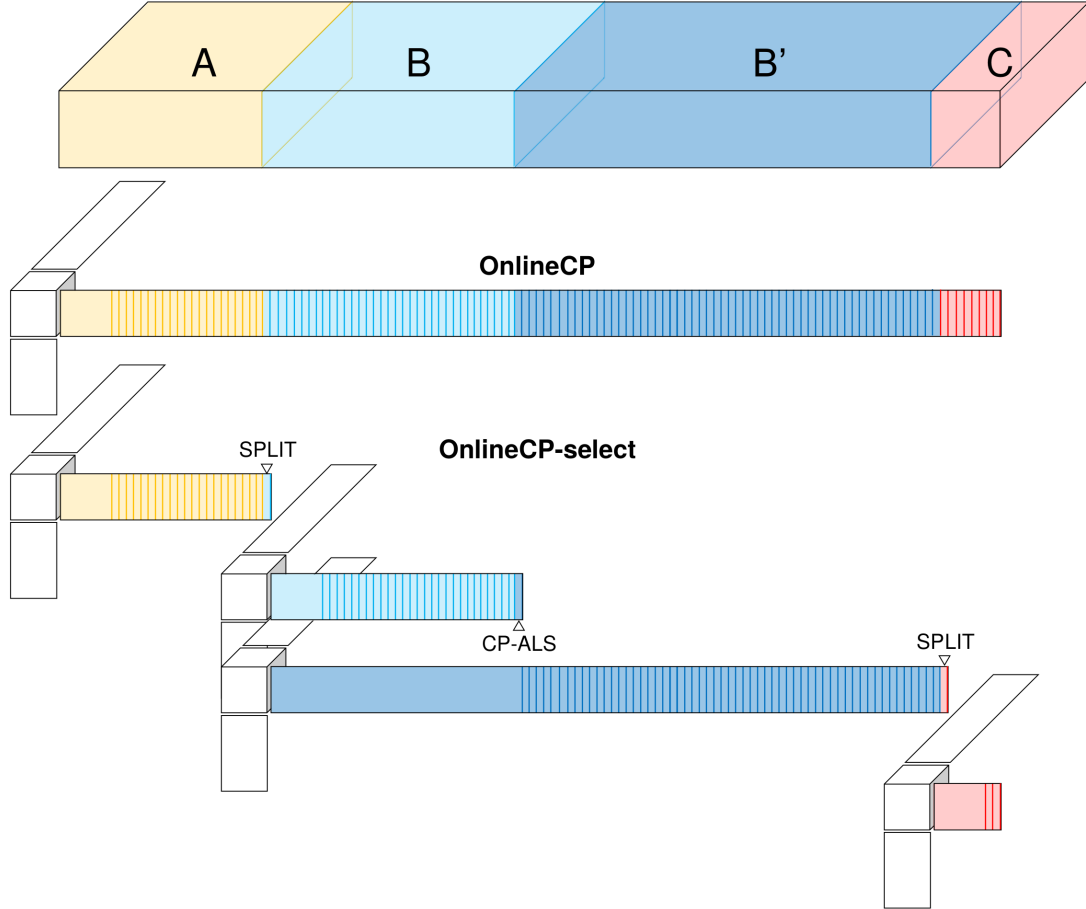 A
B
B’
C
OnlineCP
OnlineCP-select
SPLIT
CP-ALS
SPLIT